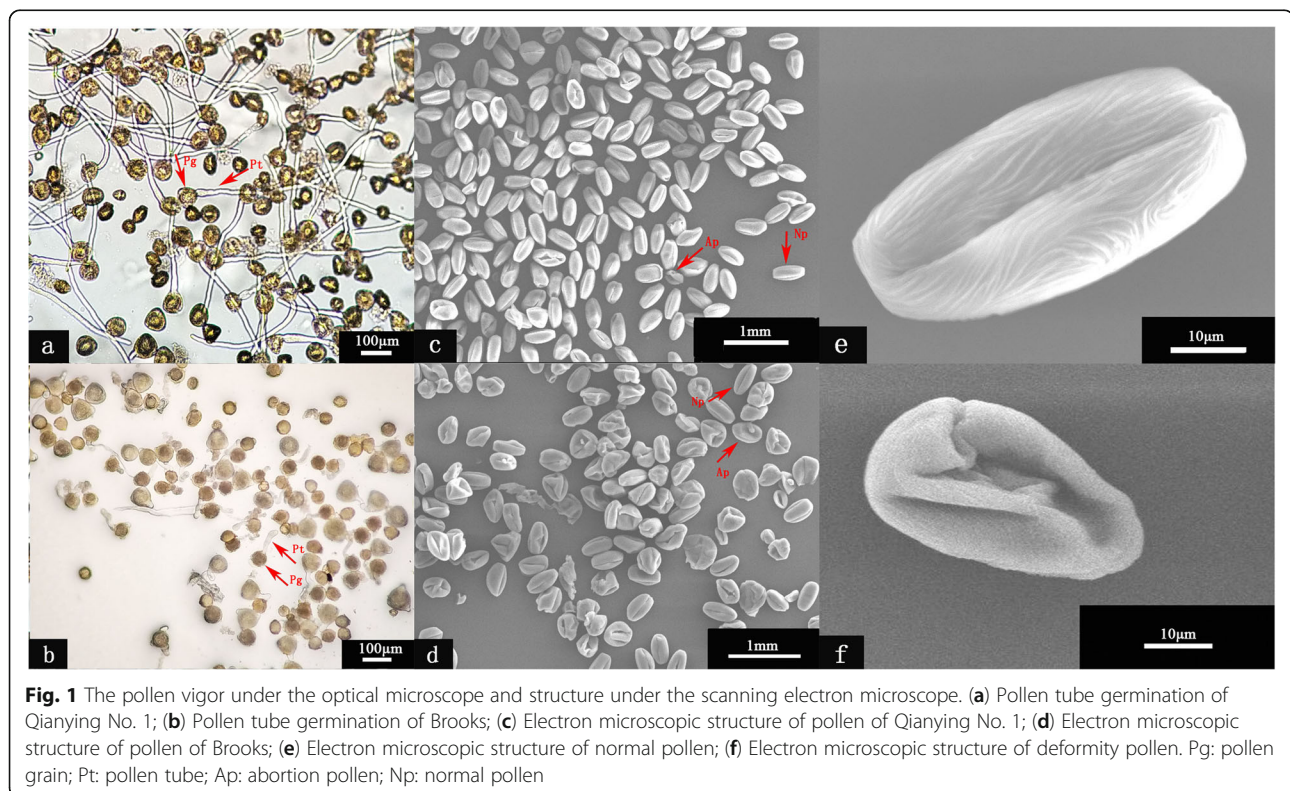 Pg
Pt
a
100μm
Ap
Np
c
1mm
e
10μm
Pt
Pg
b
100μm
Np
Ap
d
1mm
f
10μm
Fig. 1 The pollen vigor under the optical microscope and structure under the scanning electron microscope. (a) Pollen tube germination of
Qianying No. 1; (b) Pollen tube germination of Brooks; (c) Electron microscopic structure of pollen of Qianying No. 1; (d) Electron microscopic
structure of pollen of Brooks; (e) Electron microscopic structure of normal pollen; (f) Electron microscopic structure of deformity pollen. Pg: pollen
grain; Pt: pollen tube; Ap: abortion pollen; Np: normal pollen